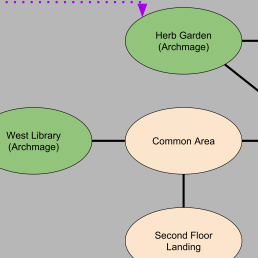 Herb Garden
(Archmage)
West Library
(Archmage)
Common Area
Second Floor
Landing